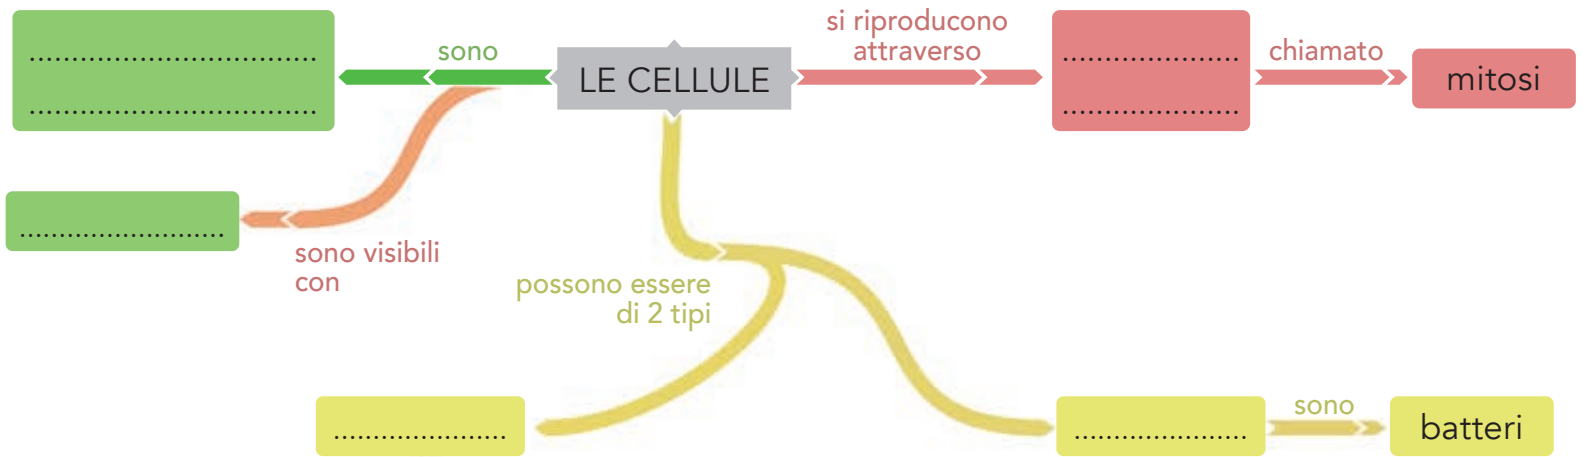 ....................................
....................................
sono
LE CELLULE
si riproducono
attraverso
......................
......................
chiamato
mitosi
..........................
sono visibili
con
possono essere
di 2 tipi
......................
......................
sono
batteri